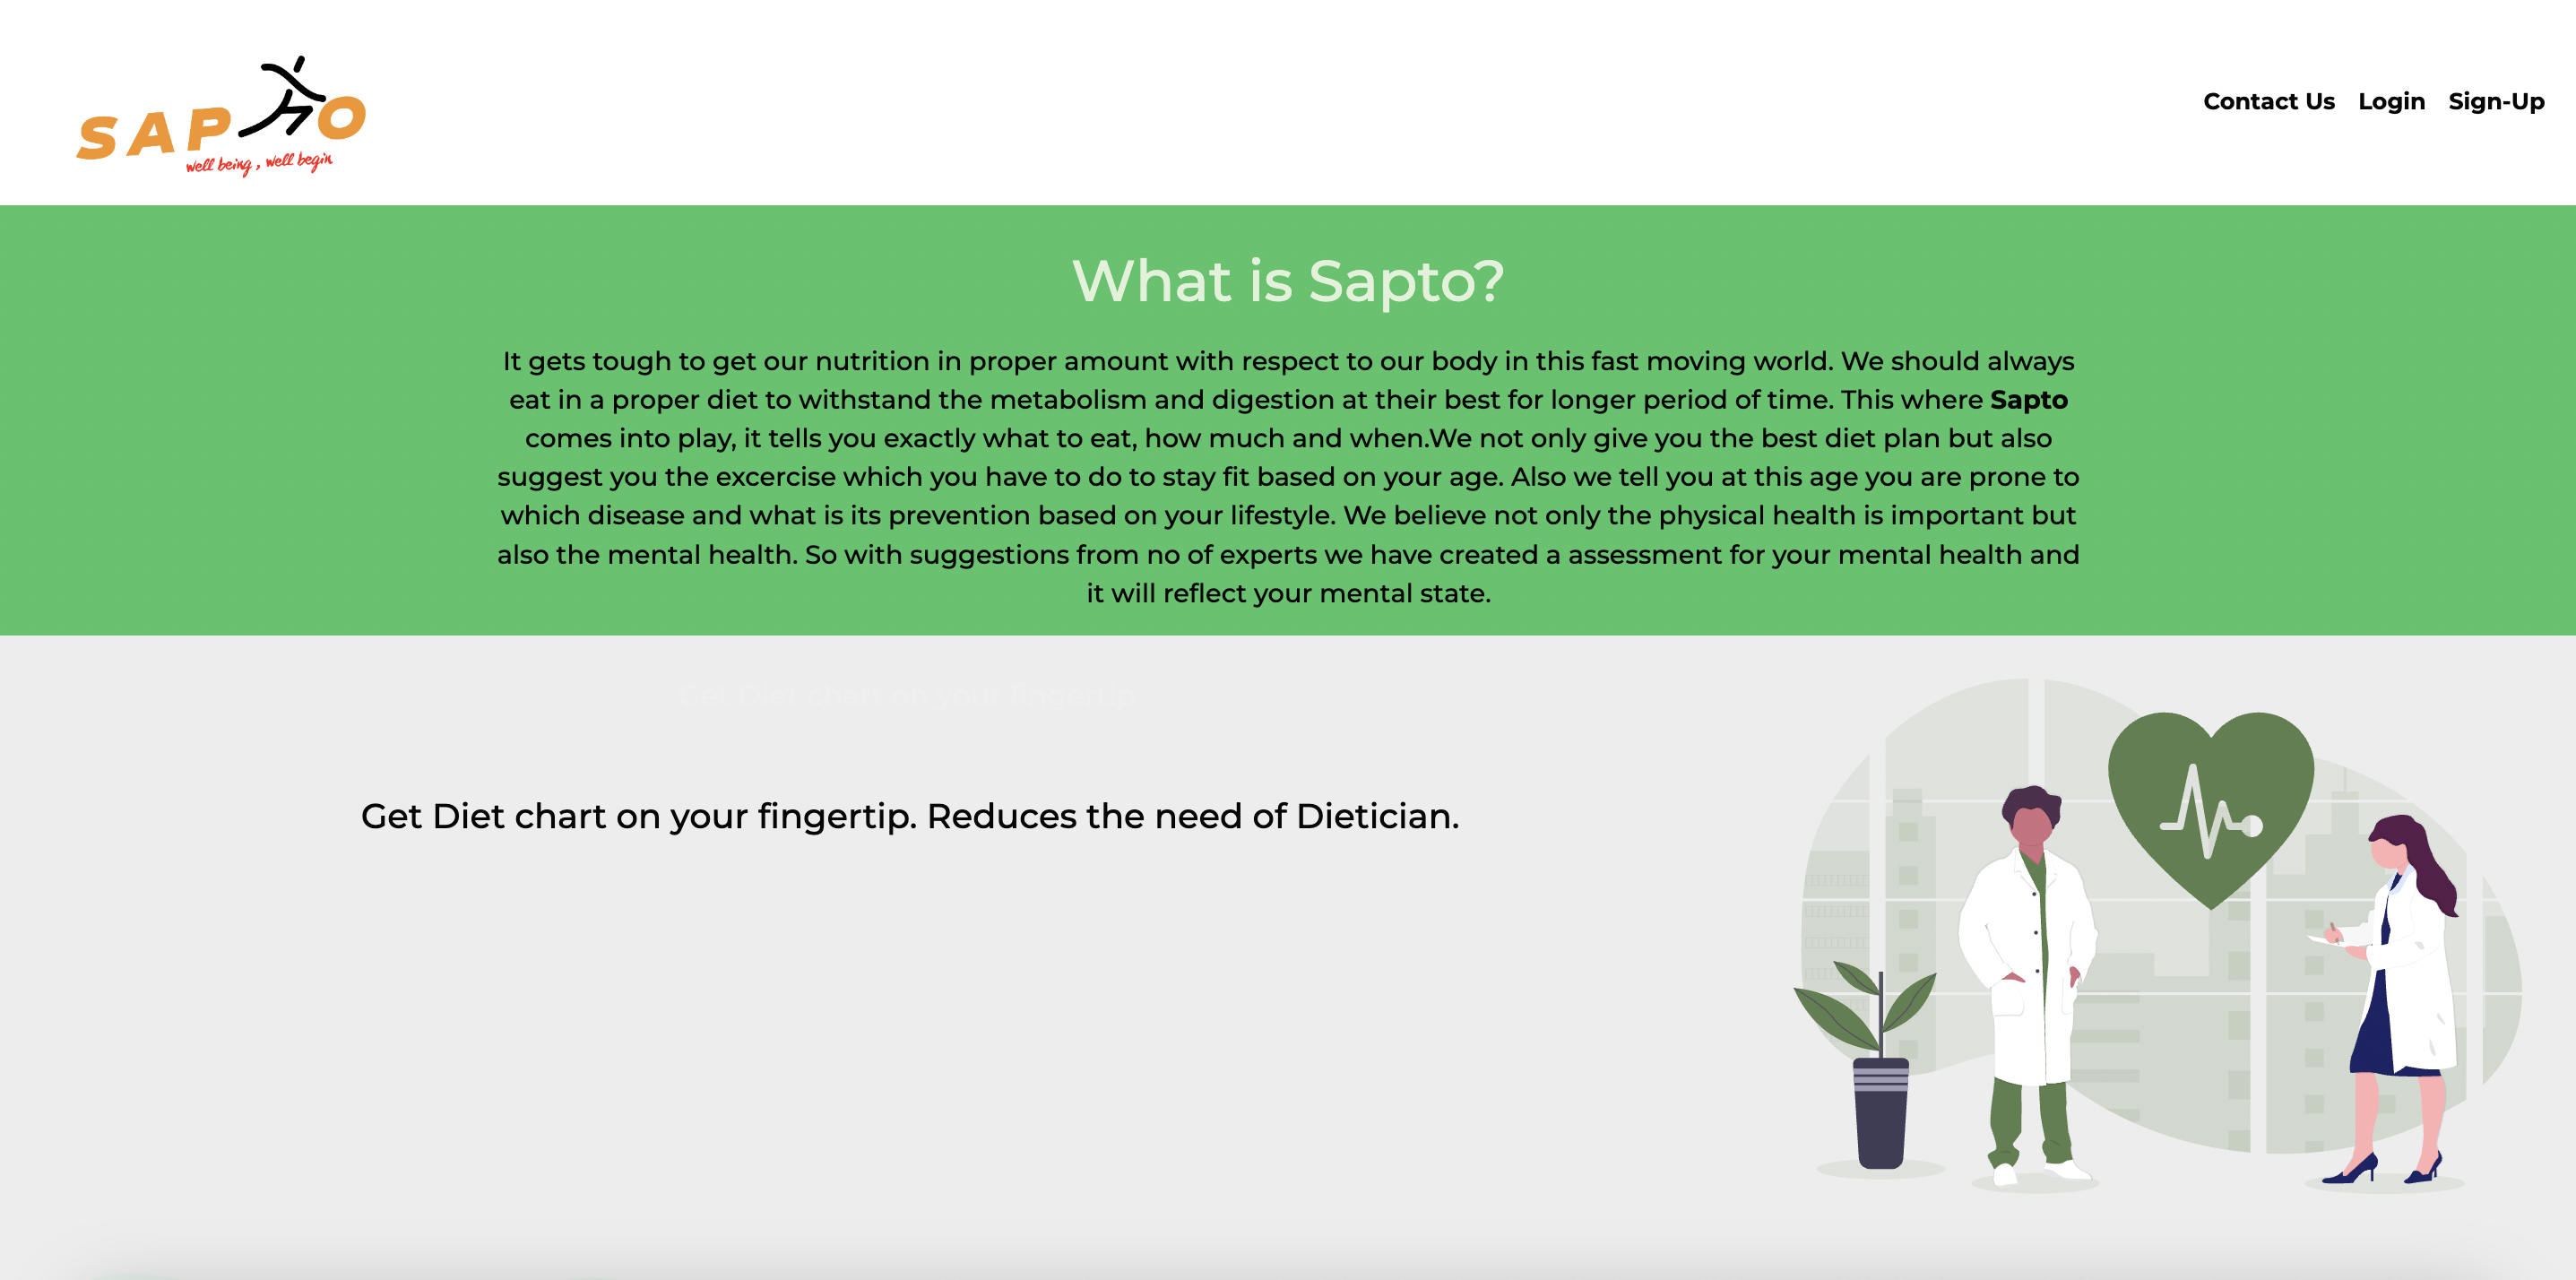 SAPTO
well being , well begin
Contact Us Login Sign-Up
What is Sapto?
It gets tough to get our nutrition in proper amount with respect to our body in this fast moving world. We should always
eat in a proper diet to withstand the metabolism and digestion at their best for longer period of time. This where Sapto
comes into play, it tells you exactly what to eat, how much and when.We not only give you the best diet plan but also
suggest you the excercise which you have to do to stay fit based on your age. Also we tell you at this age you are prone to
which disease and what is its prevention based on your lifestyle. We believe not only the physical health is important but
also the mental health. So with suggestions from no of experts we have created a assessment for your mental health and
it will reflect your mental state.
Get Diet chart on your fingertip
Get Diet chart on your fingertip. Reduces the need of Dietician.